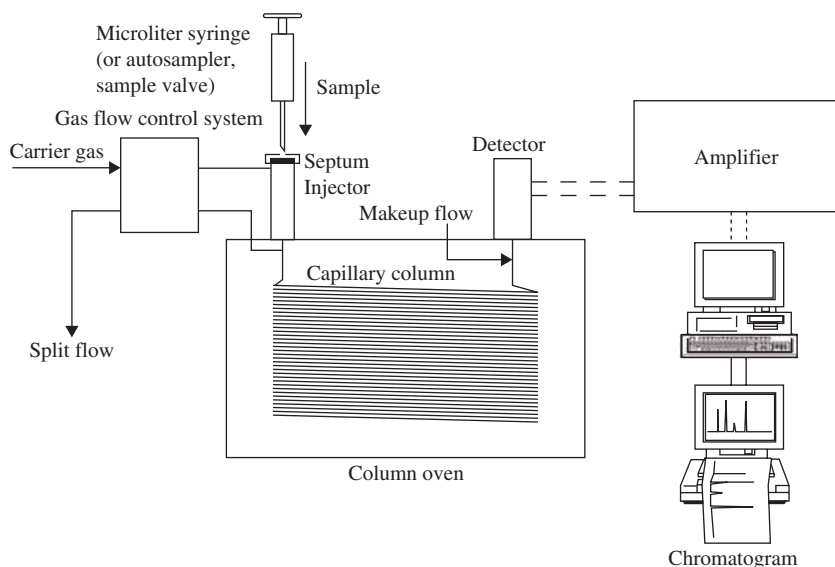 Microliter syringe
(or autosampler,
sample valve)
Sample
Gas flow control system
Carrier gas
Septum
Injector
Detector
Amplifier
Makeup flow
Capillary column
Split flow
Column oven
Chromatogram